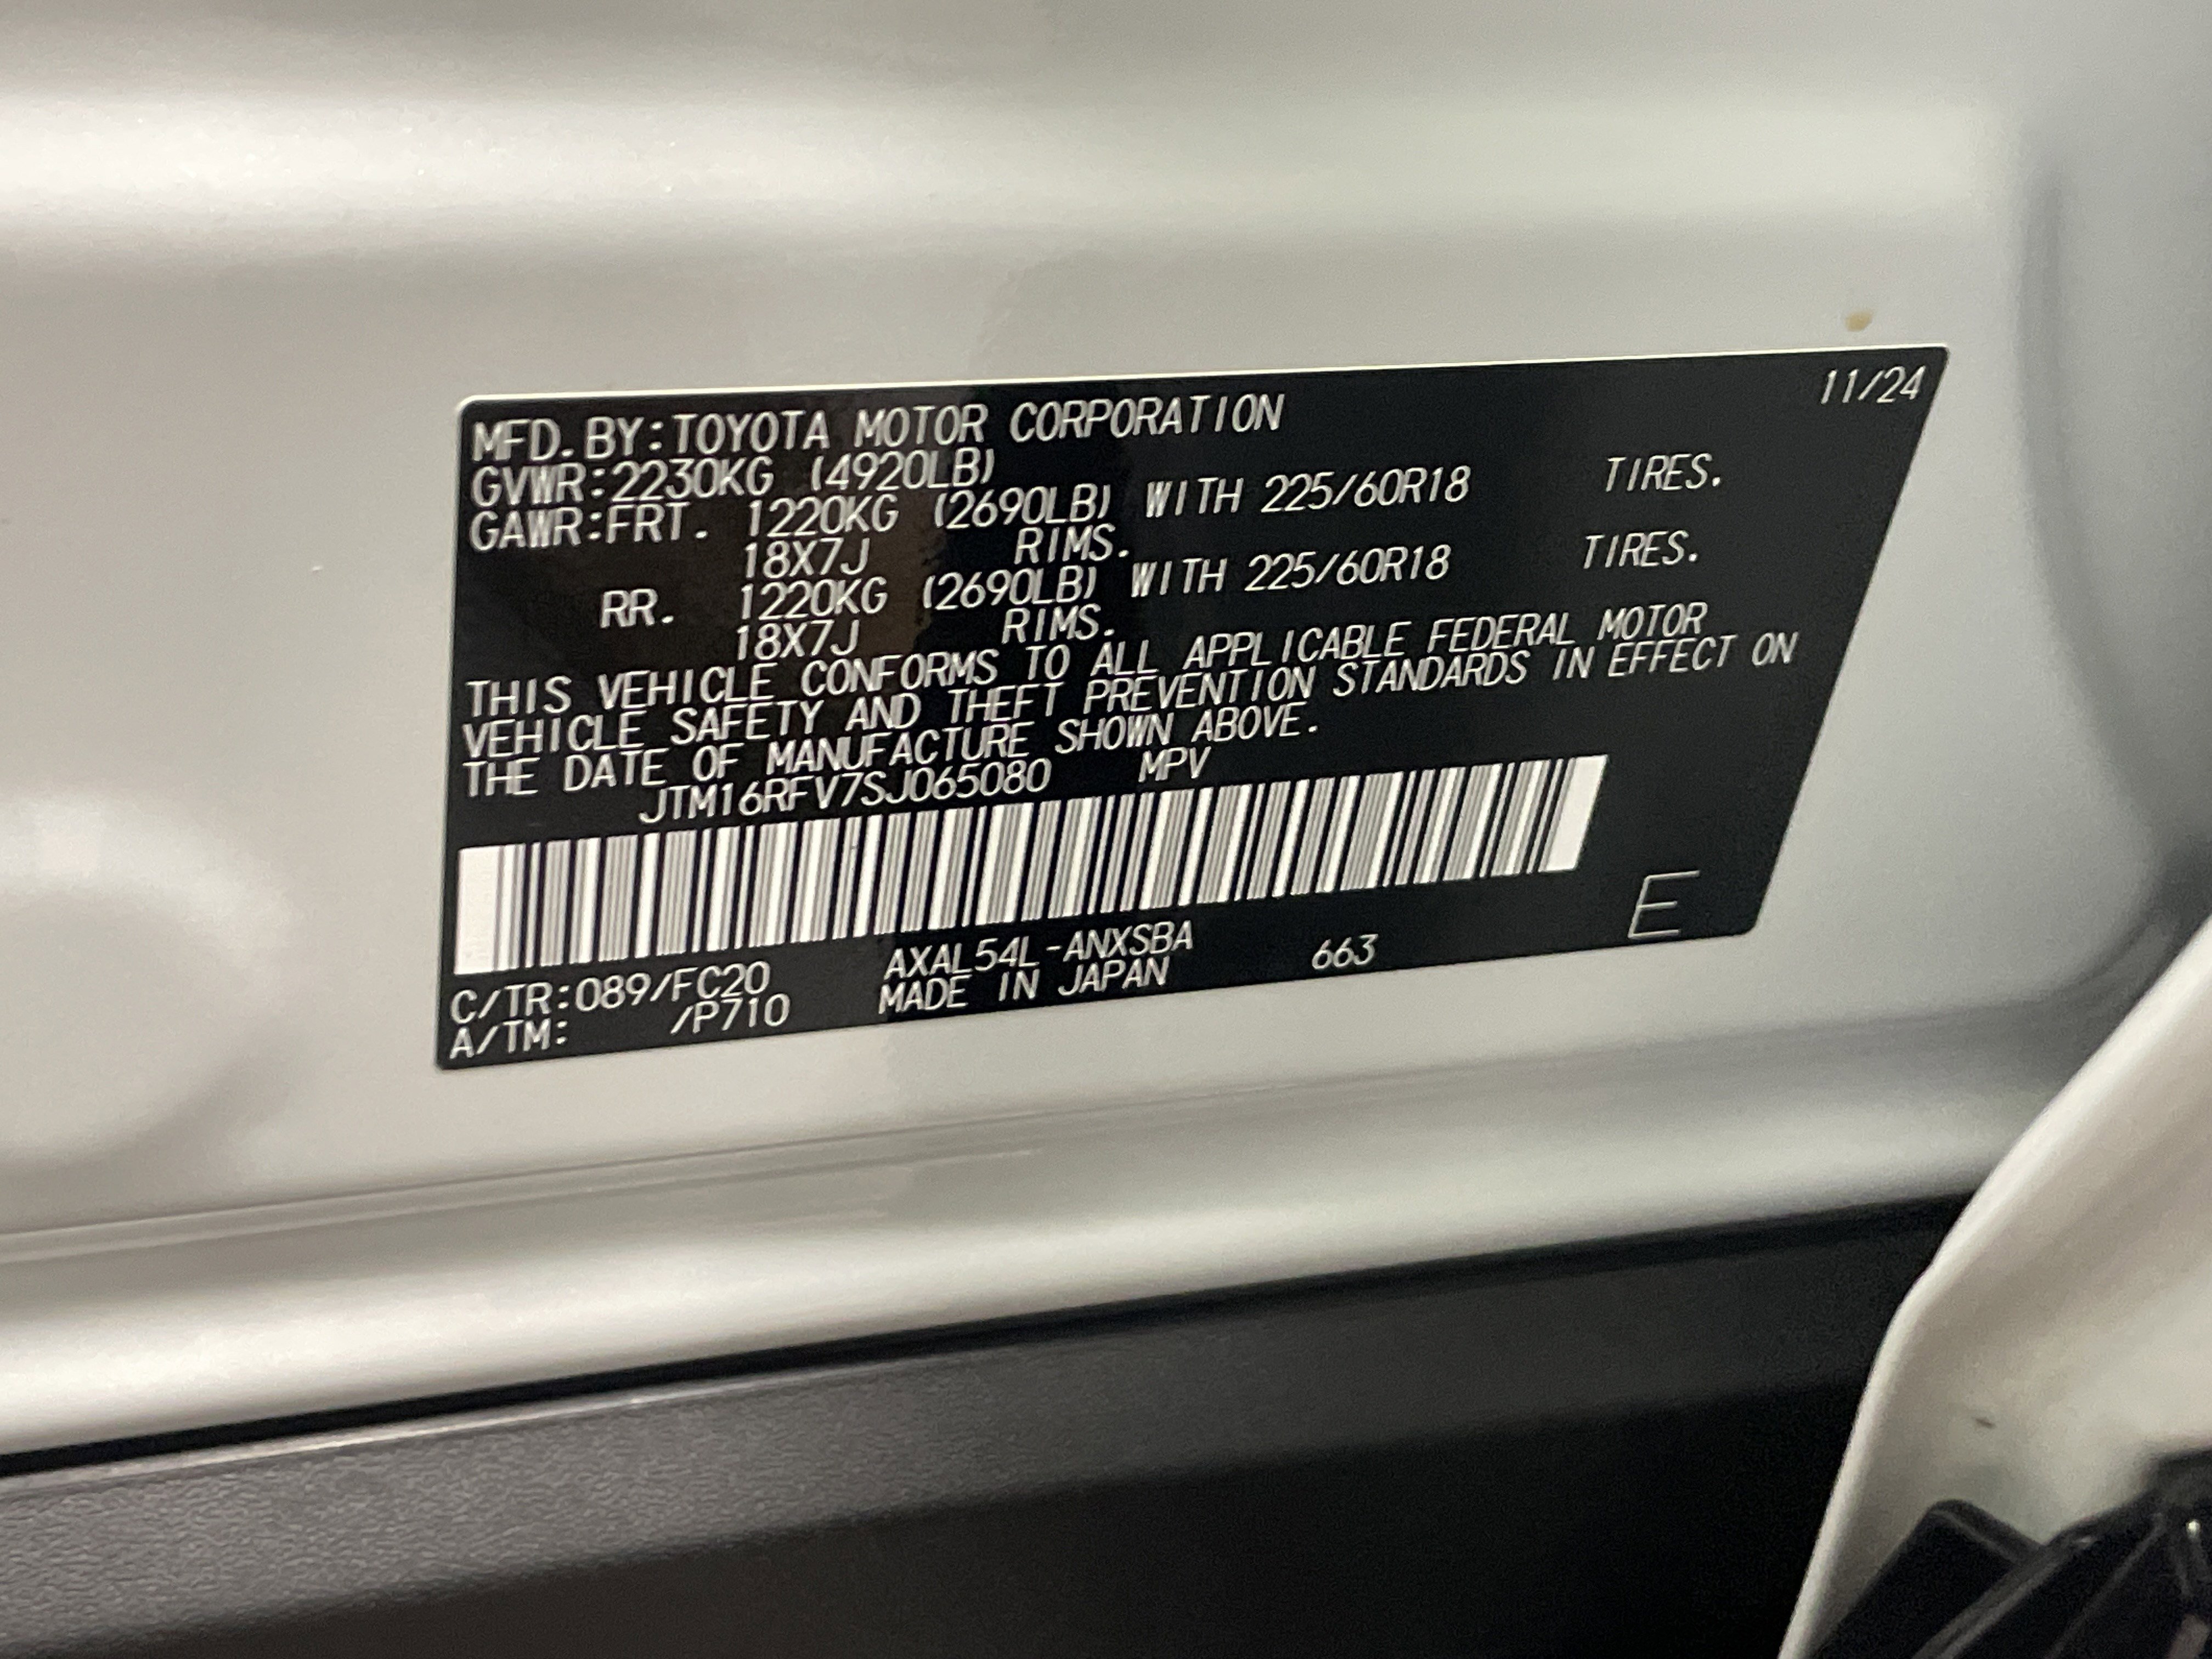 11/24
MFD.BY:TOYOTA MOTOR CORPORATION
GVWR:2230KG (4920LB)
GAWR:FRT. 1220KG (2690LB) WITH 225/60R18 TIRES.
18X7J RIMS.
RR. 1220KG (2690LB) WITH 225/60R18 TIRES.
18X7J RIMS.
THIS VEHICLE CONFORMS TO ALL APPLICABLE FEDERAL MOTOR
VEHICLE SAFETY AND THEFT PREVENTION STANDARDS IN EFFECT ON
THE DATE OF MANUFACTURE SHOWN ABOVE.
JTM16RFV7SJ065080 MPV
E
C/TR:089/FC20 AXAL54L-ANXSBA 663
A/TM: /P710 MADE IN JAPAN